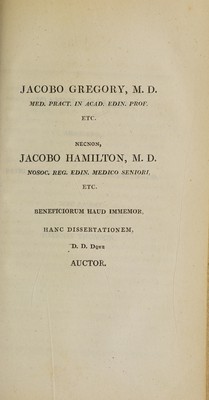 JACOBO GREGORY, M. D.
MED. PRACT. IN ACAD. EDIN. PROF.
ETC.
NECNON,
JACOBO HAMILTON, M. D.
NOSOC. REG. EDIN. MEDICO SENIORI,
ETC.
BENEFICIORUM HAUD IMMEMOR,
HANC DISSERTATIONEM,
D. D. Dque
AUCTOR.